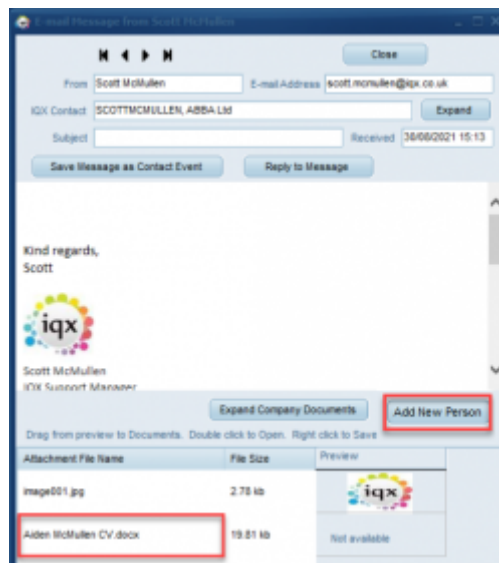 E-mail Message from Scott McMullen
Close
From Scott McMullen E-mail Address scott.mcmullen@iqx.co.uk
IQX Contact SCOTTMCMULLEN, ABBA Ltd Expand
Subject Received 30/06/2021 15:13
Save Message as Contact Event Reply to Message
Kind regards,
Scott
iqx
Scott McMullen
IQX Support Manager
Expand Company Documents Add New Person
Drag from preview to Documents. Double click to Open. Right click to Save
Attachment File Name File Size Preview
image001.jpg 2.78 kb iqx
Aiden McMullen CV.docx 19.81 kb Not available